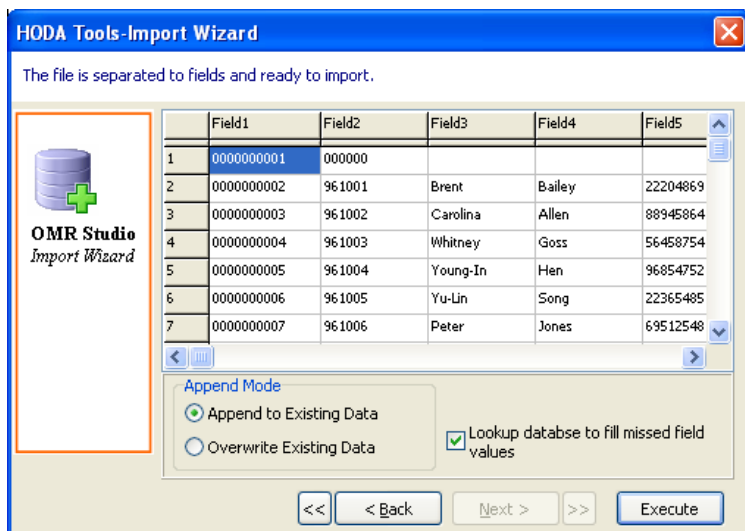 HODA Tools-Import Wizard
The file is separated to fields and ready to import.
Field1 Field2 Field3 Field4 Field5
1 0000000001 000000
2 0000000002 961001 Brent Bailey 22204869
3 0000000003 961002 Carolina Allen 88945864
4 0000000004 961003 Whitney Goss 56458754
5 0000000005 961004 Young-In Hen 96854752
6 0000000006 961005 Yu-Lin Song 22365485
7 0000000007 961006 Peter Jones 69512548
OMR Studio
Import Wizard
Append Mode
Append to Existing Data
Overwrite Existing Data
Lookup databse to fill missed field
values
<< < Back Next > >> Execute